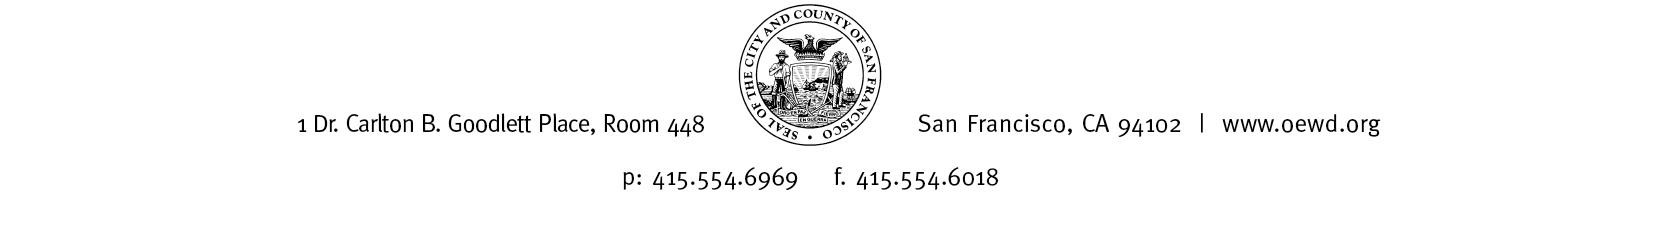 SEAL OF THE CITY AND COUNTY OF SAN FRANCISCO
1 Dr. Carlton B. Goodlett Place, Room 448
San Francisco, CA 94102 | www.oewd.org
p: 415.554.6969 f. 415.554.6018